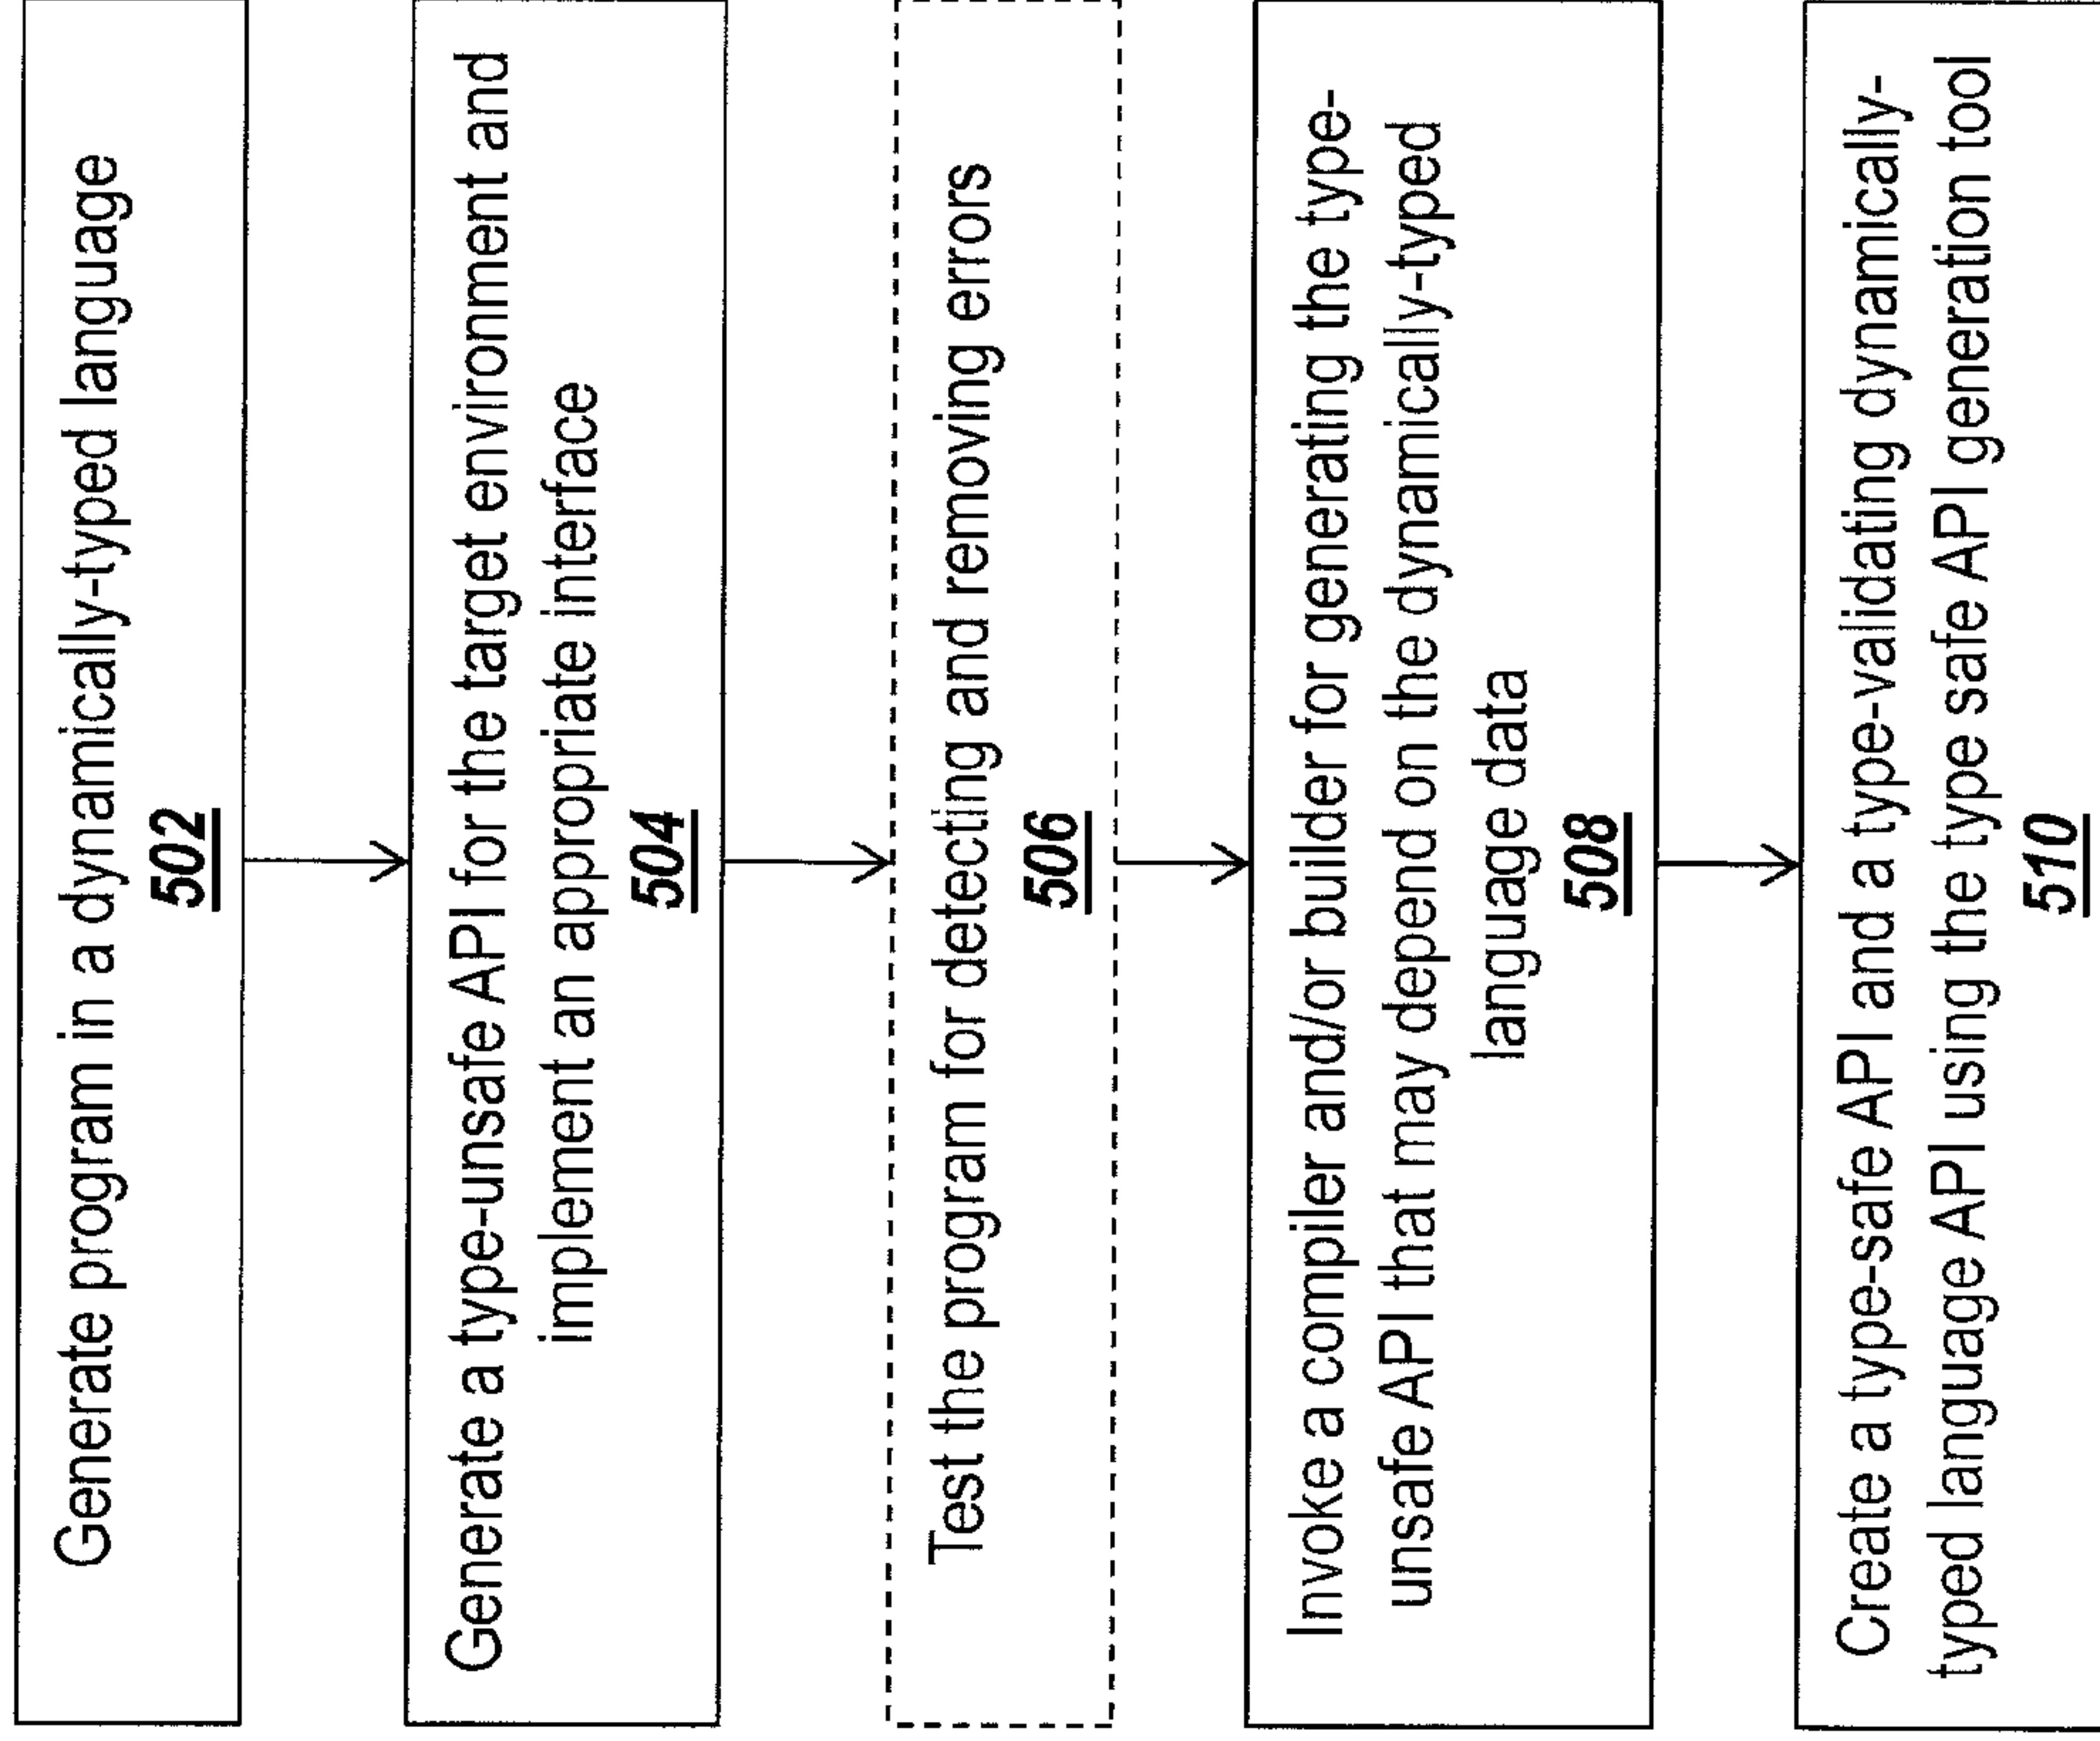 Generate program in a dynamically-typed language
502
Generate a type-unsafe API for the target environment and
implement an appropriate interface
504
Test the program for detecting and removing errors
506
Invoke a compiler and/or builder for generating the type-
unsafe API that may depend on the dynamically-typed
language data
508
Create a type-safe API and a type-validating dynamically-
typed language API using the type safe API generation tool
510